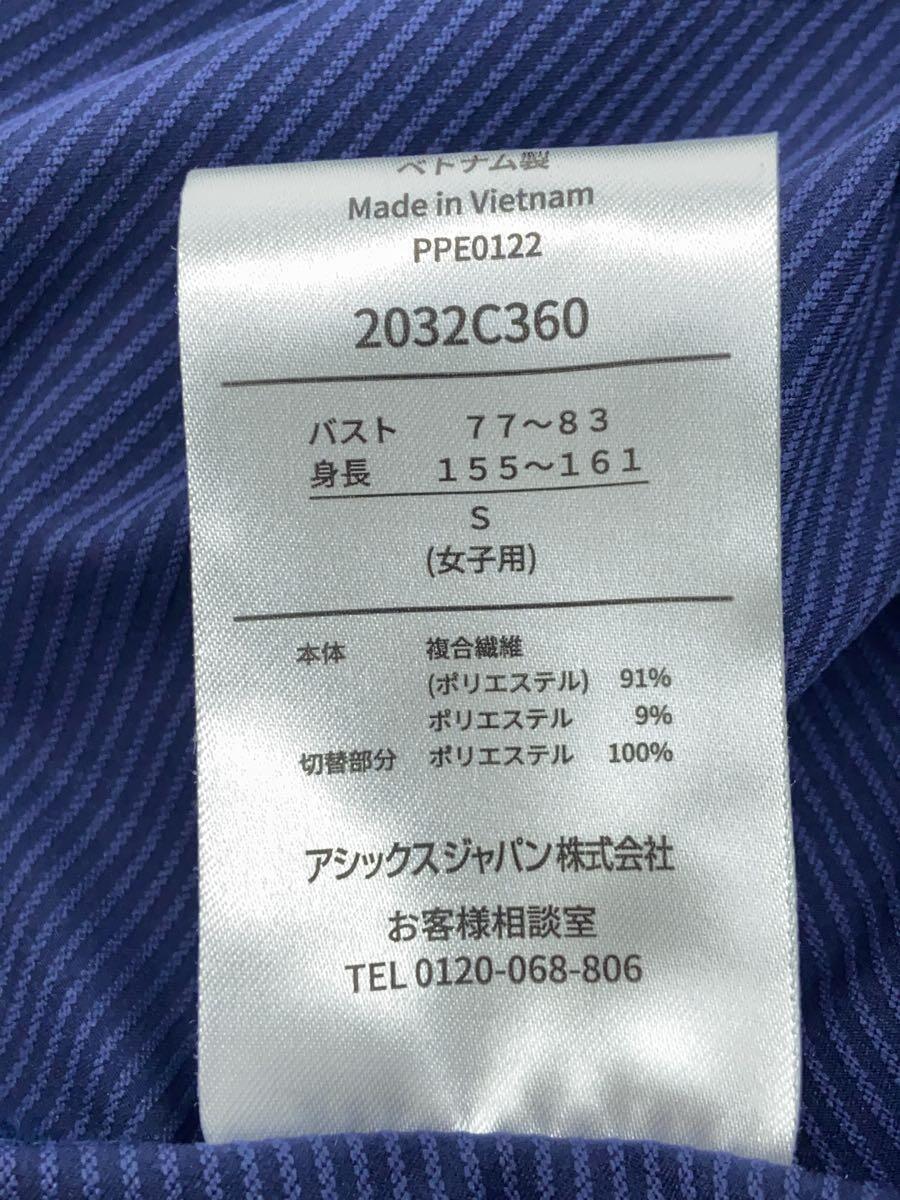 ベトナム製
Made in Vietnam
PPE0122
2032C360
バスト 77～83
身長 155～161
S
(女子用)
本体 複合繊維
(ポリエステル) 91%
ポリエステル 9%
切替部分 ポリエステル 100%
アシックスジャパン株式会社
お客様相談室
TEL 0120-068-806